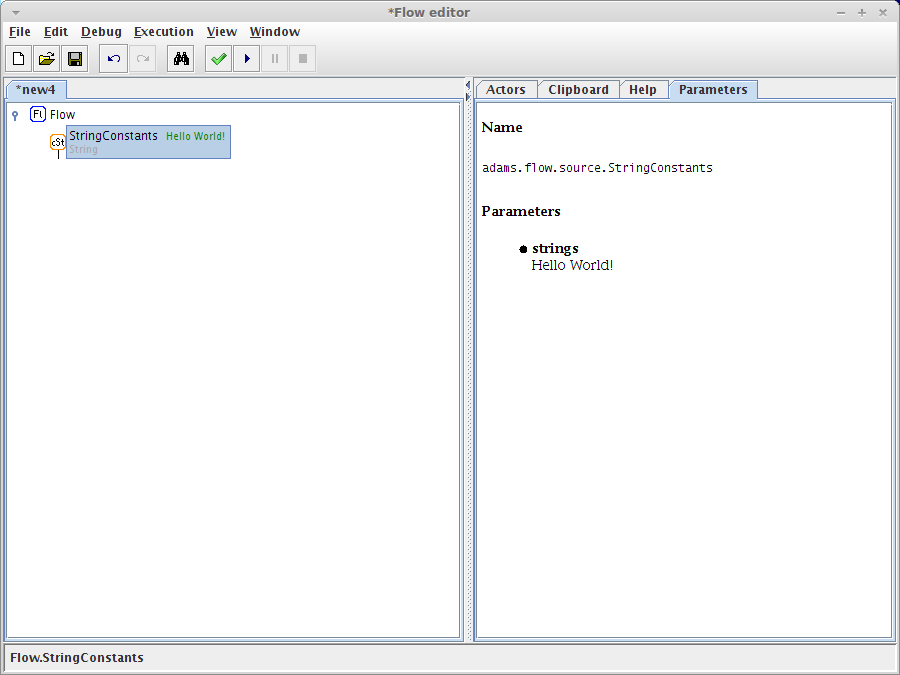 *Flow editor
File Edit Debug Execution View Window
*new4
Actors Clipboard Help Parameters
Fl Flow
cSt StringConstants Hello World!
String
Name
adams.flow.source.StringConstants
Parameters
● strings
Hello World!
Flow.StringConstants